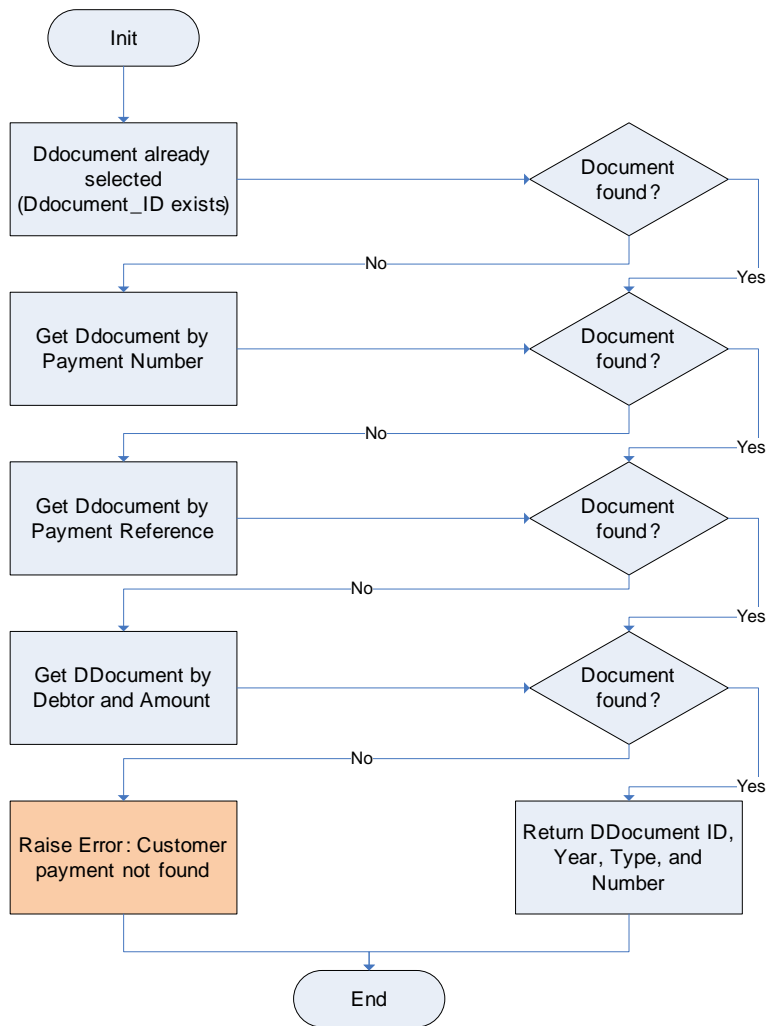 Init
Ddocument already
selected
(Ddocument_ID exists)
Document
found?
No
Yes
Get Ddocument by
Payment Number
Document
found?
No
Yes
Get Ddocument by
Payment Reference
Document
found?
No
Yes
Get DDocument by
Debtor and Amount
Document
found?
No
Yes
Raise Error: Customer
payment not found
Return DDocument ID,
Year, Type, and
Number
End